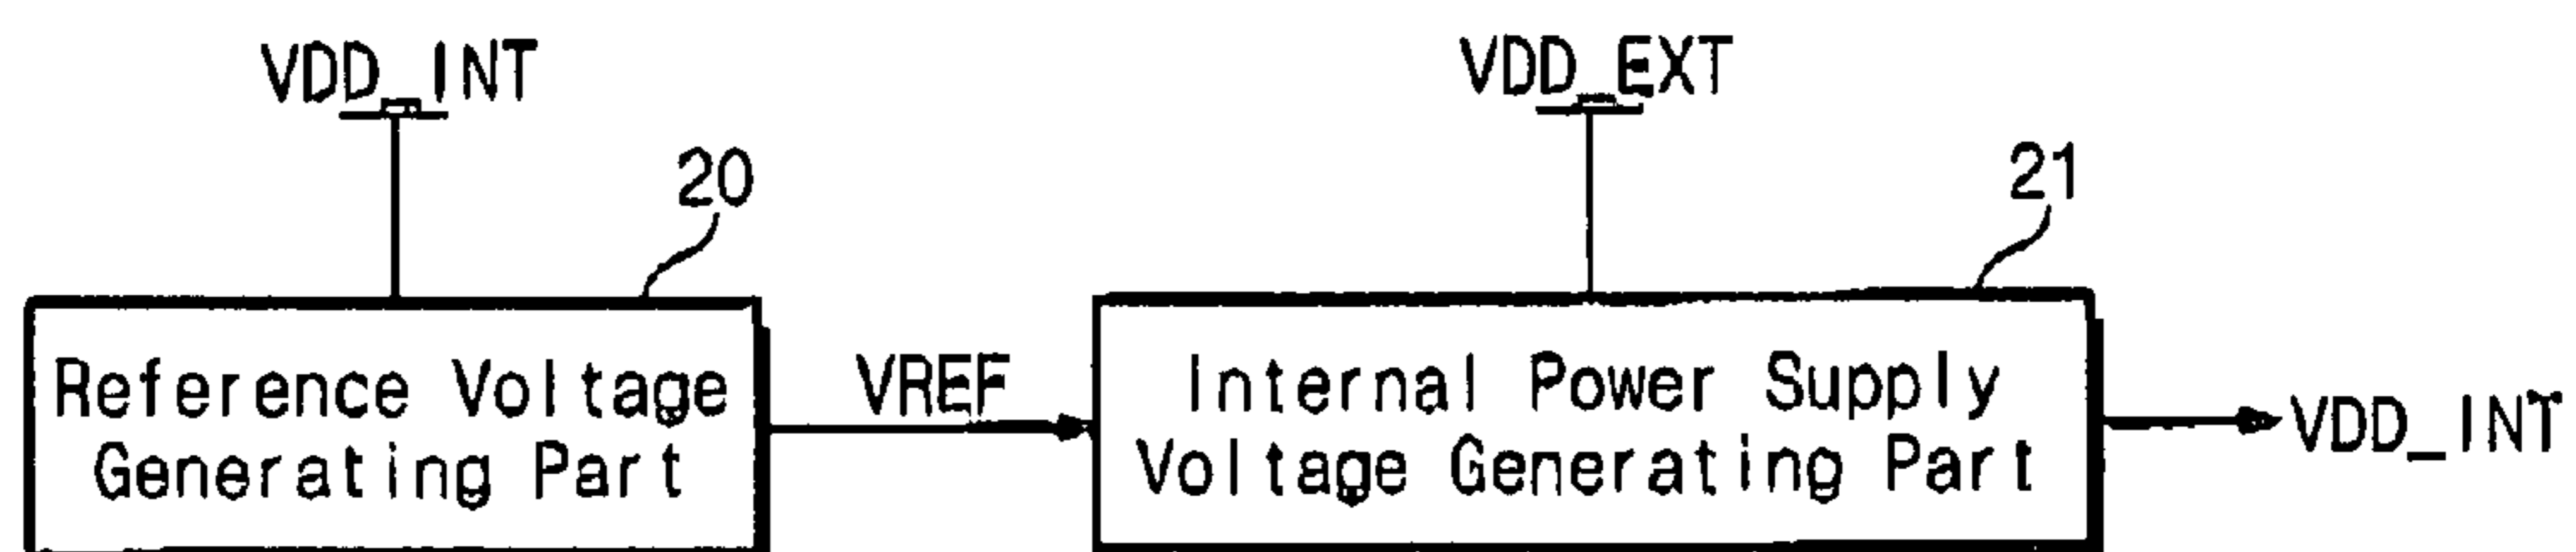 VDD_INT
VDD_EXT
20
21
Reference Voltage
Generating Part
VREF
Internal Power Supply
Voltage Generating Part
VDD_INT